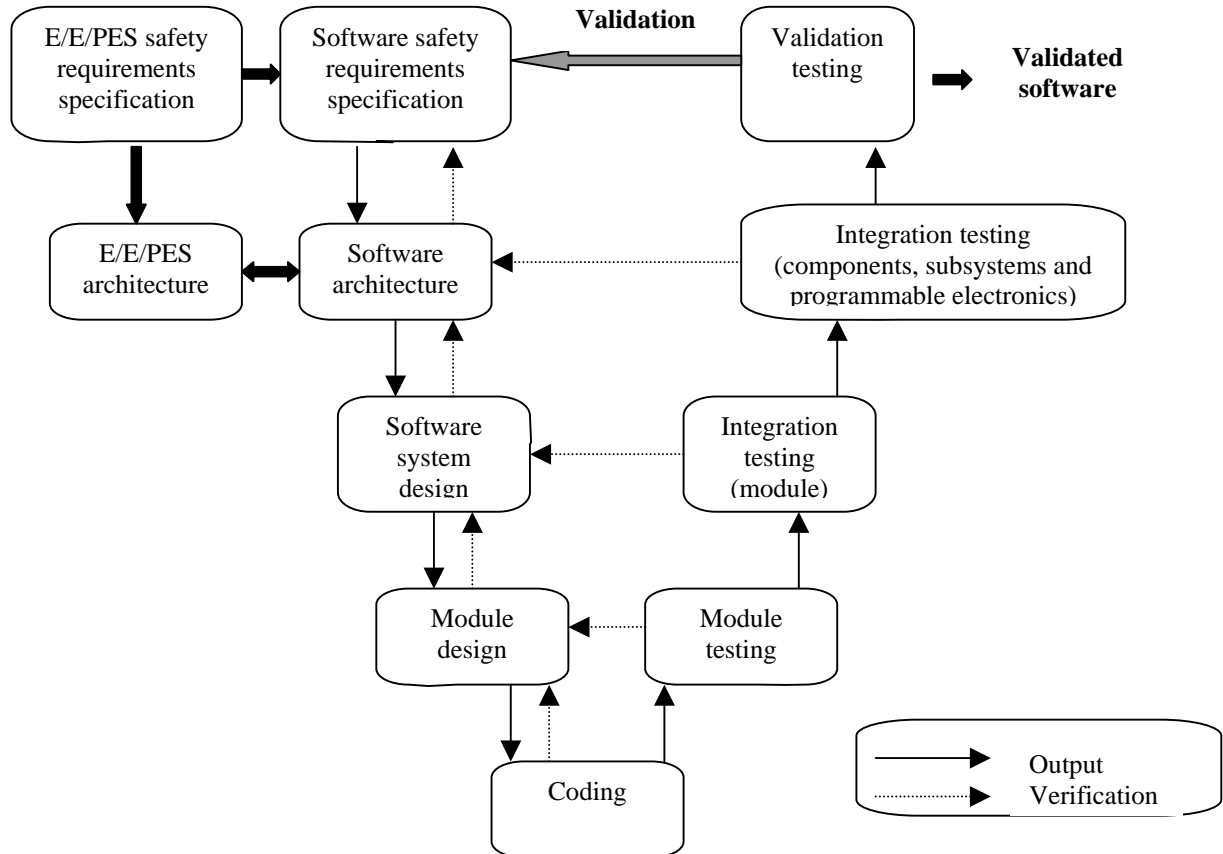 E/E/PES safety
requirements
specification
Software safety
requirements
specification
Validation
Validation
testing
Validated
software
E/E/PES
architecture
Software
architecture
Integration testing
(components, subsystems and
programmable electronics)
Software
system
design
Integration
testing
(module)
Module
design
Module
testing
Coding
Output
Verification